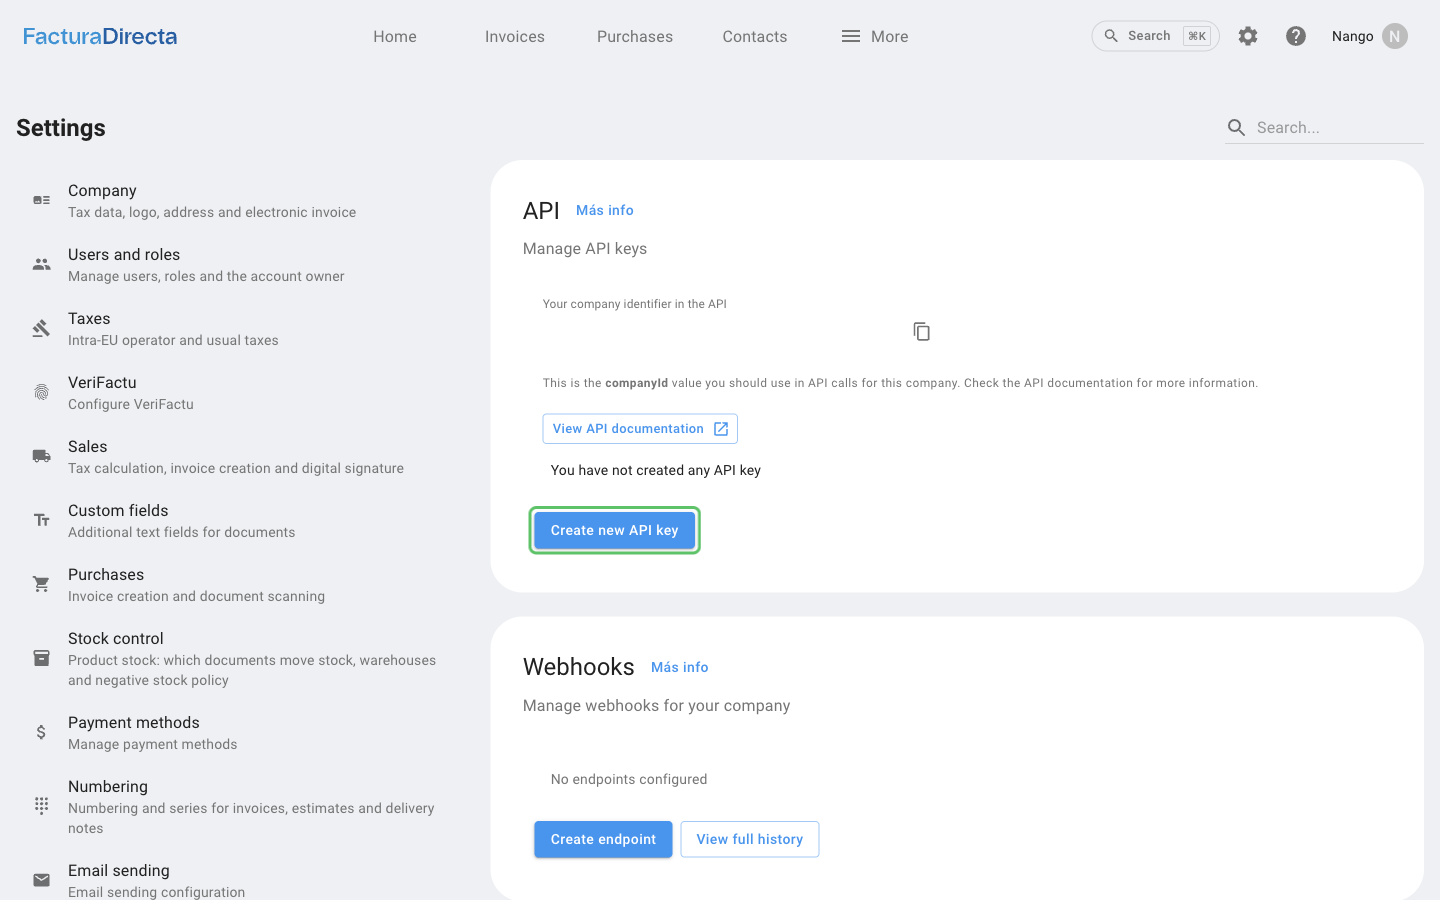 FacturaDirecta
Home
Invoices
Purchases
Contacts
More
Search
⌘K
Nango
N
Settings
Search...
Company
Tax data, logo, address and electronic invoice
Users and roles
Manage users, roles and the account owner
Taxes
Intra-EU operator and usual taxes
VeriFactu
Configure VeriFactu
Sales
Tax calculation, invoice creation and digital signature
Custom fields
Additional text fields for documents
Purchases
Invoice creation and document scanning
Stock control
Product stock: which documents move stock, warehouses
and negative stock policy
Payment methods
Manage payment methods
Numbering
Numbering and series for invoices, estimates and delivery
notes
Email sending
Email sending configuration
API
Más info
Manage API keys
Your company identifier in the API
This is the companyId value you should use in API calls for this company. Check the API documentation for more information.
View API documentation
You have not created any API key
Create new API key
Webhooks
Más info
Manage webhooks for your company
No endpoints configured
Create endpoint
View full history